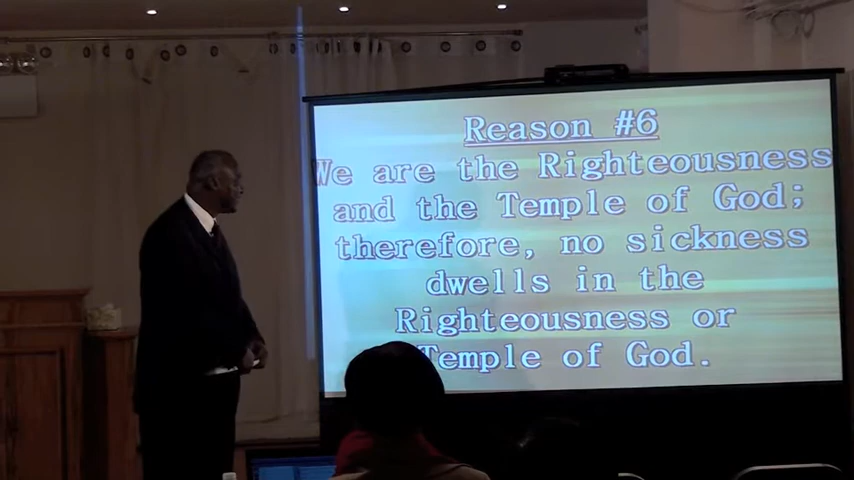 Reason #6
We are the Righteousness
and the Temple of God;
therefore, no sickness
dwells in the
Righteousness or
Temple of God.